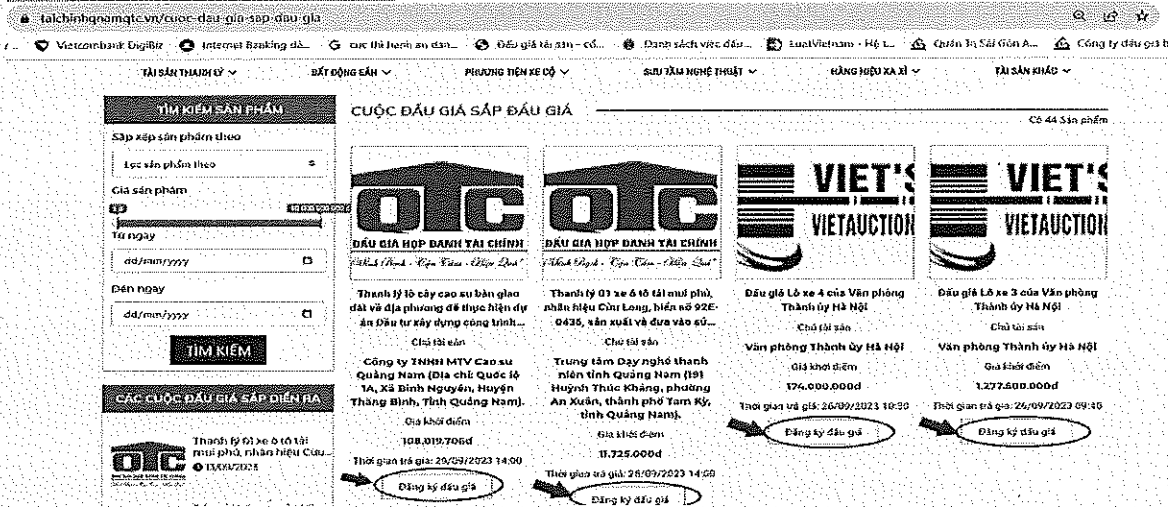 taichinhqnamqtc.vn/cuoc-dau-gia-sap-dau-gia
Vietcombank DigiBiz
Internet Banking dà...
cục thi hành án dân...
Đấu giá tài sản - cổ...
Danh sách việc đấu...
LuatVietnam - Hệ t...
Quản Trị Sài Gòn A...
Công ty đấu giá h
TÀI SẢN THANH LÝ
BẤT ĐỘNG SẢN
PHƯƠNG TIỆN XE CỘ
SƯU TẦM NGHỆ THUẬT
HÀNG HIỆU XA XỈ
TÀI SẢN KHÁC
TÌM KIẾM SẢN PHẨM
Sắp xếp sản phẩm theo
Lọc sản phẩm theo
Giá sản phẩm
Từ ngày
dd/mm/yyyy
Đến ngày
dd/mm/yyyy
TÌM KIẾM
CÁC CUỘC ĐẤU GIÁ SẮP DIỄN RA
Thanh lý 01 xe ô tô tải
mui phủ, nhãn hiệu Cửu...
CUỘC ĐẤU GIÁ SẮP ĐẤU GIÁ
Có 44 Sản phẩm
QTC
ĐẤU GIÁ HỢP DANH TÀI CHÍNH
Thanh lý lô cây cao su bàn giao
đất về địa phương để thực hiện dự
án Đầu tư xây dựng công trình...
Chủ tài sản
Công ty TNHH MTV Cao su
Quảng Nam (Địa chỉ: Quốc lộ
1A, Xã Bình Nguyên, Huyện
Thăng Bình, Tỉnh Quảng Nam).
Giá khởi điểm
108.019.706đ
Thời gian trả giá: 29/09/2023 14:00
Đăng ký đấu giá
QTC
ĐẤU GIÁ HỢP DANH TÀI CHÍNH
Thanh lý 01 xe ô tô tải mui phủ,
nhãn hiệu Cửu Long, biển số 92E-
0435, sản xuất và đưa vào sử...
Chủ tài sản
Trung tâm Dạy nghề thanh
niên tỉnh Quảng Nam (191
Huỳnh Thúc Kháng, phường
An Xuân, thành phố Tam Kỳ,
tỉnh Quảng Nam).
Giá khởi điểm
11.725.000đ
Thời gian trả giá: 28/09/2023 14:00
Đăng ký đấu giá
VIET'S
VIETAUCTION
Đấu giá Lô xe 4 của Văn phòng
Thành ủy Hà Nội
Chủ tài sản
Văn phòng Thành ủy Hà Nội
Giá khởi điểm
174.000.000đ
Thời gian trả giá: 26/09/2023 10:30
Đăng ký đấu giá
VIET'S
VIETAUCTION
Đấu giá Lô xe 3 của Văn phòng
Thành ủy Hà Nội
Chủ tài sản
Văn phòng Thành ủy Hà Nội
Giá khởi điểm
1.277.600.000đ
Thời gian trả giá: 26/09/2023 09:10
Đăng ký đấu giá